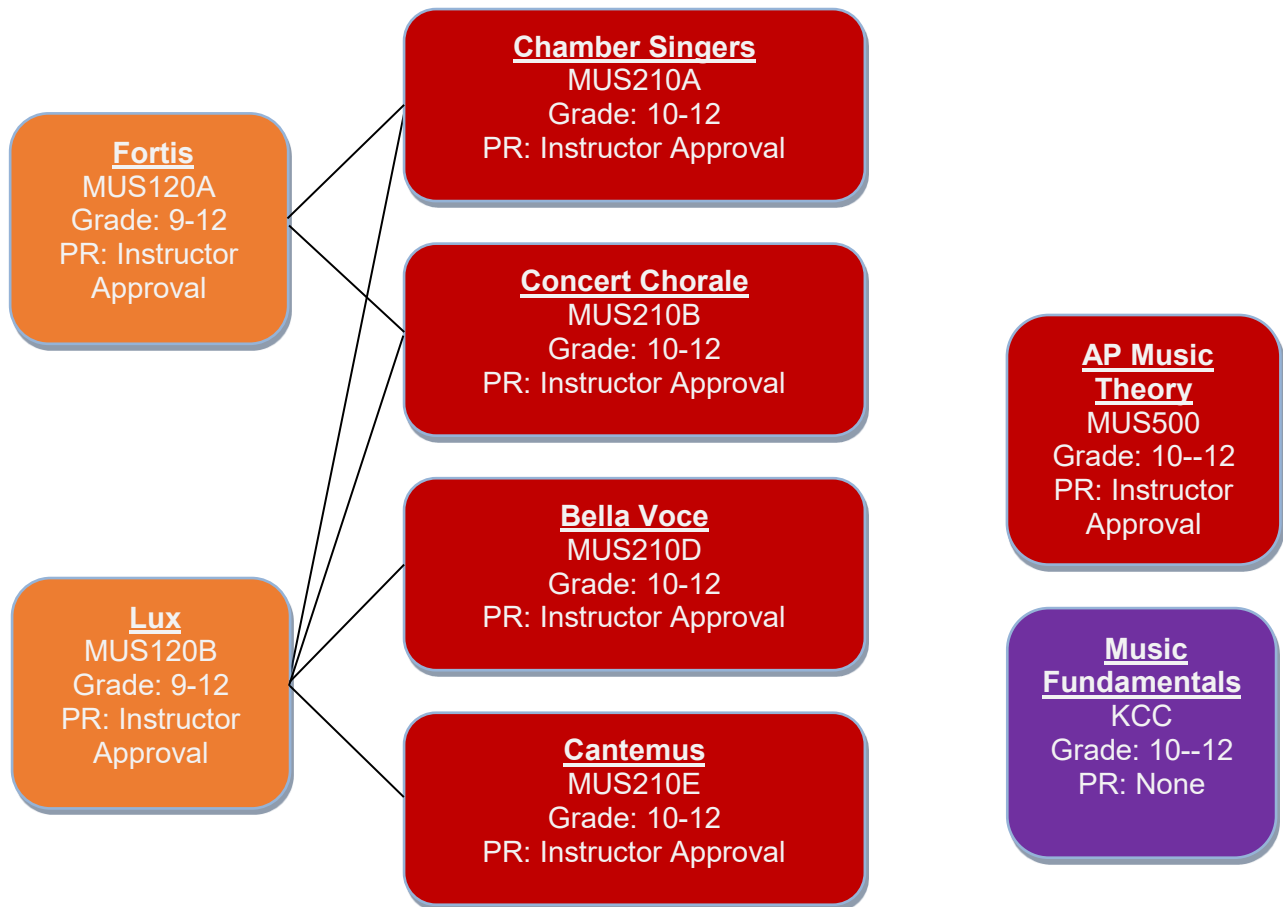 Fortis
MUS120A
Grade: 9-12
PR: Instructor
Approval
Lux
MUS120B
Grade: 9-12
PR: Instructor
Approval
Chamber Singers
MUS210A
Grade: 10-12
PR: Instructor Approval
Concert Chorale
MUS210B
Grade: 10-12
PR: Instructor Approval
Bella Voce
MUS210D
Grade: 10-12
PR: Instructor Approval
Cantemus
MUS210E
Grade: 10-12
PR: Instructor Approval
AP Music
Theory
MUS500
Grade: 10--12
PR: Instructor
Approval
Music
Fundamentals
KCC
Grade: 10--12
PR: None